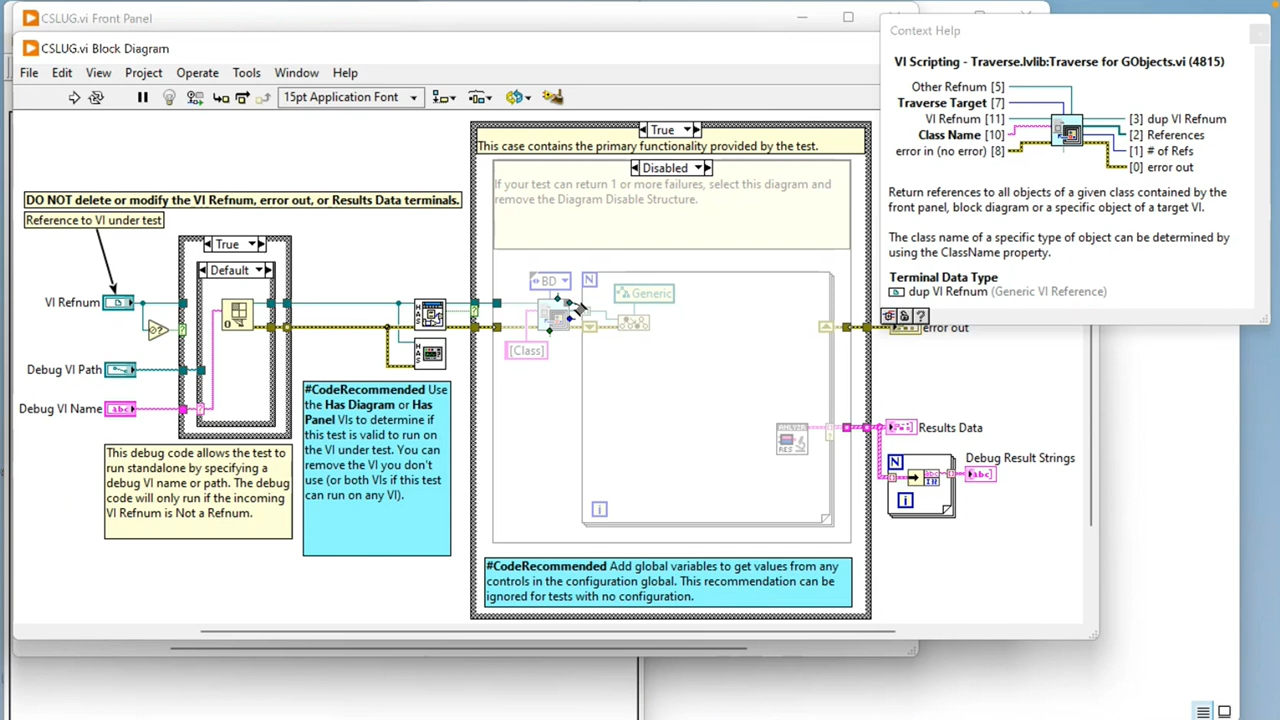 CSLUG.vi Front Panel
CSLUG.vi Block Diagram
File Edit View Project Operate Tools Window Help
15pt Application Font
DO NOT delete or modify the VI Refnum, error out, or Results Data terminals.
Reference to VI under test
True
Default
VI Refnum
Debug VI Path
Debug VI Name
abc
0
?
This debug code allows the test to
run standalone by specifying a
debug VI name or path. The debug
code will only run if the incoming
VI Refnum is Not a Refnum.
HAS
HAS
#CodeRecommended Use
the Has Diagram or Has
Panel VIs to determine if
this test is valid to run on
the VI under test. You can
remove the VI you don't
use (or both VIs if this test
can run on any VI).
True
This case contains the primary functionality provided by the test.
Disabled
If your test can return 1 or more failures, select this diagram and
remove the Diagram Disable Structure.
BD
N
Generic
[Class]
ANLYZR
RES
i
#CodeRecommended Add global variables to get values from any
controls in the configuration global. This recommendation can be
ignored for tests with no configuration.
error out
Results Data
Debug Result Strings
N
abc
[abc]
i
Context Help
VI Scripting - Traverse.lvlib:Traverse for GObjects.vi (4815)
Other Refnum [5]
Traverse Target [7]
VI Refnum [11]
Class Name [10]
error in (no error) [8]
[3] dup VI Refnum
[2] References
[1] # of Refs
[0] error out
Return references to all objects of a given class contained by the
front panel, block diagram or a specific object of a target VI.
The class name of a specific type of object can be determined by
using the ClassName property.
Terminal Data Type
dup VI Refnum (Generic VI Reference)
?